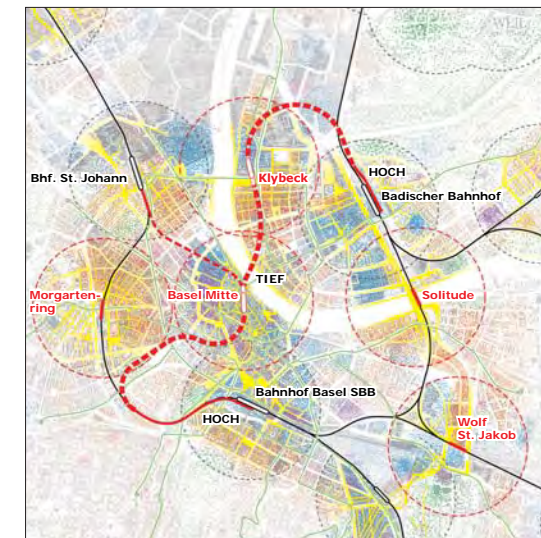 Bhf. St. Johann
Klybeck
HOCH
Badischer Bahnhof
TIEF
Morgarten-
ring
Basel Mitte
Solitude
Bahnhof Basel SBB
HOCH
Wolf
St. Jakob